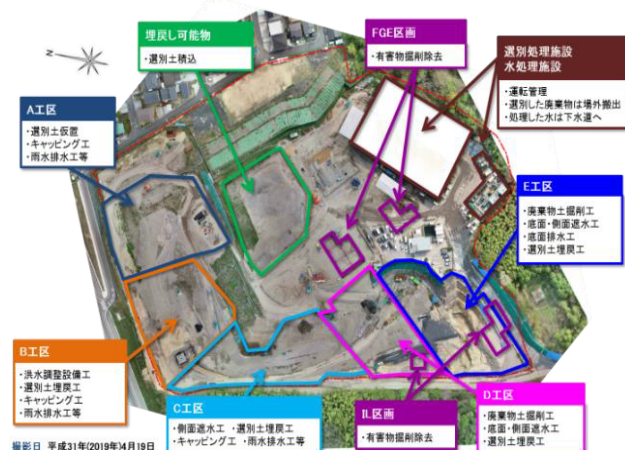 埋戻し可能物
・選別土積込
FGE区画
・有害物掘削除去
選別処理施設
水処理施設
・運転管理
・選別した廃棄物は場外搬出
・処理した水は下水道へ
N
A工区
・選別土仮置
・キャッピング工
・雨水排水工等
E工区
・廃棄物土掘削工
・底面・側面遮水工
・底面排水工
・選別土埋戻工
B工区
・洪水調整設備工
・選別土埋戻工
・キャッピング工
・雨水排水工等
C工区
・側面遮水工 ・選別土埋戻工
・キャッピング工 ・雨水排水工等
IL区画
・有害物掘削除去
D工区
・廃棄物土掘削工
・底面・側面遮水工
・選別土埋戻工
撮影日 平成31年(2019年)4月19日